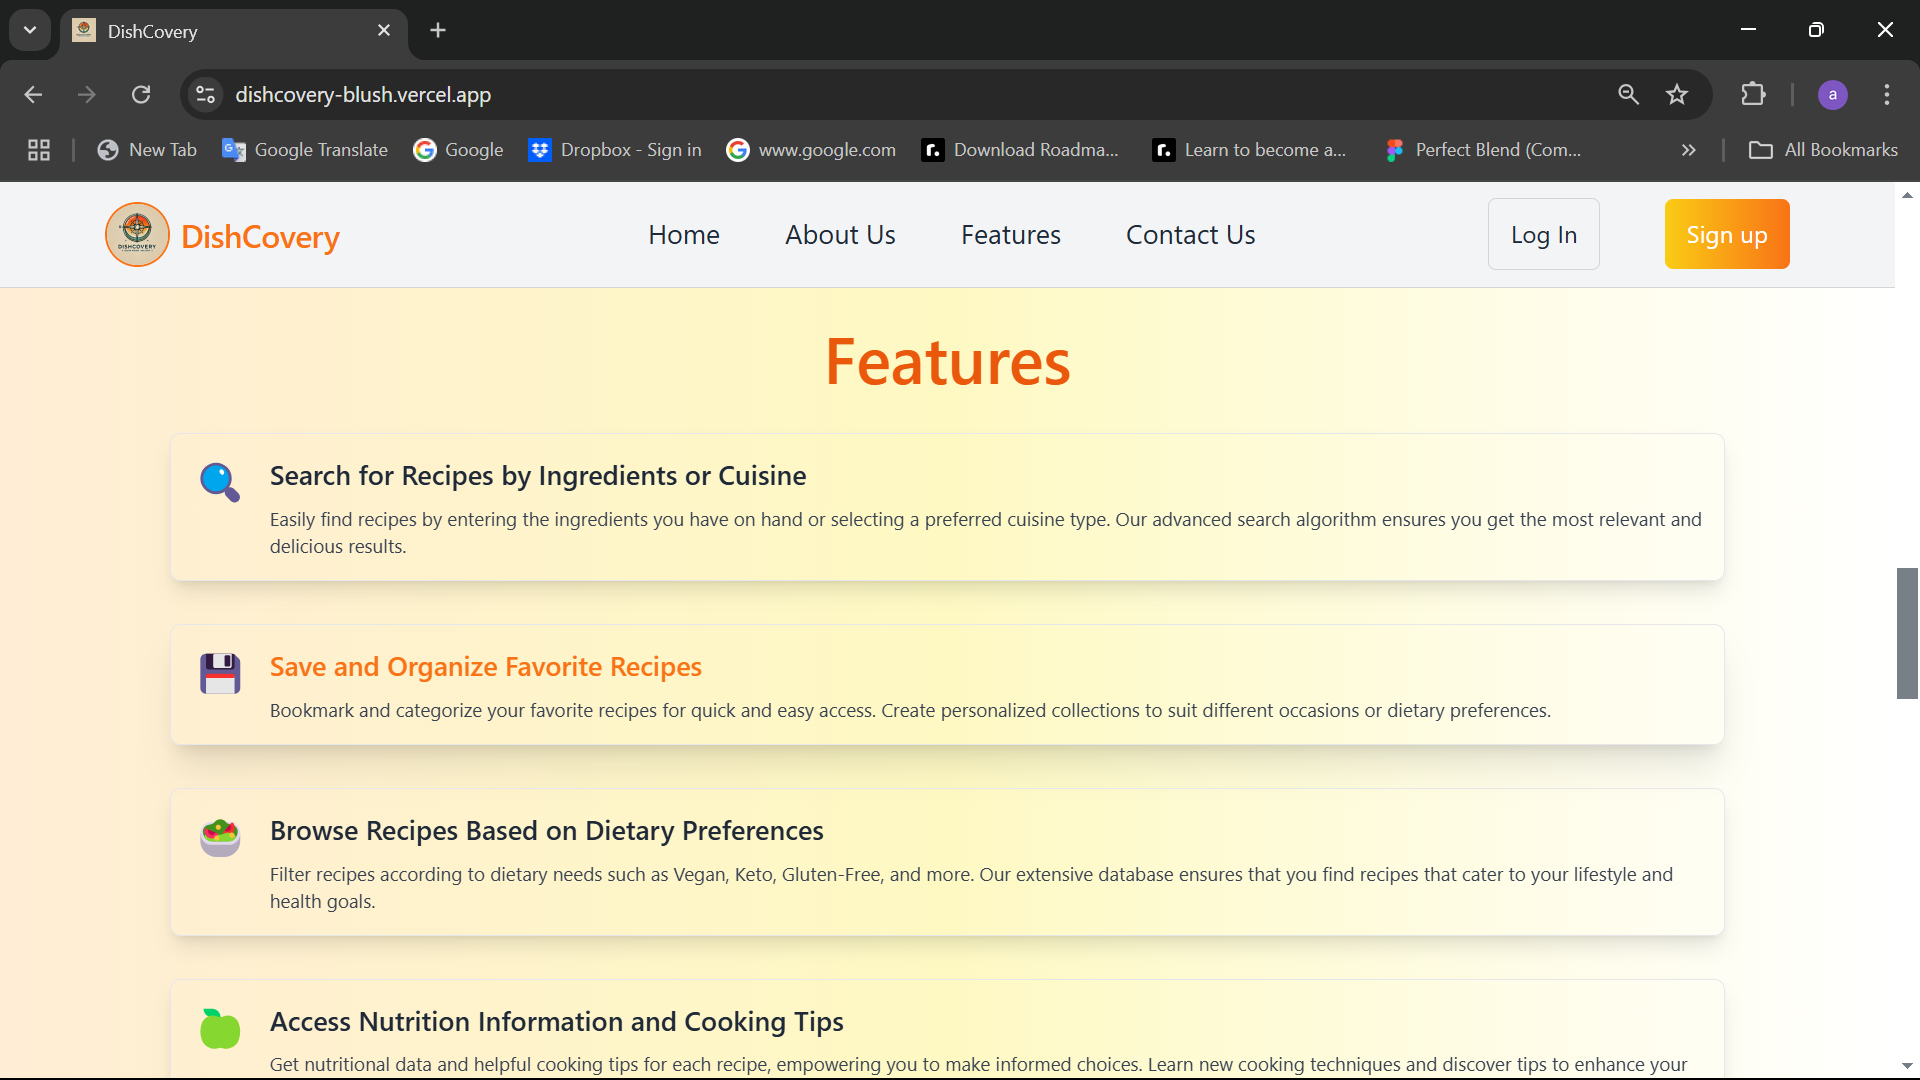 DishCovery
dishcovery-blush.vercel.app
a
New Tab
Google Translate
Google
Dropbox - Sign in
www.google.com
Download Roadma...
Learn to become a...
Perfect Blend (Com...
All Bookmarks
DISHCOVERY
DishCovery
Home
About Us
Features
Contact Us
Log In
Sign up
Features
Search for Recipes by Ingredients or Cuisine
Easily find recipes by entering the ingredients you have on hand or selecting a preferred cuisine type. Our advanced search algorithm ensures you get the most relevant and
delicious results.
Save and Organize Favorite Recipes
Bookmark and categorize your favorite recipes for quick and easy access. Create personalized collections to suit different occasions or dietary preferences.
Browse Recipes Based on Dietary Preferences
Filter recipes according to dietary needs such as Vegan, Keto, Gluten-Free, and more. Our extensive database ensures that you find recipes that cater to your lifestyle and
health goals.
Access Nutrition Information and Cooking Tips
Get nutritional data and helpful cooking tips for each recipe, empowering you to make informed choices. Learn new cooking techniques and discover tips to enhance your